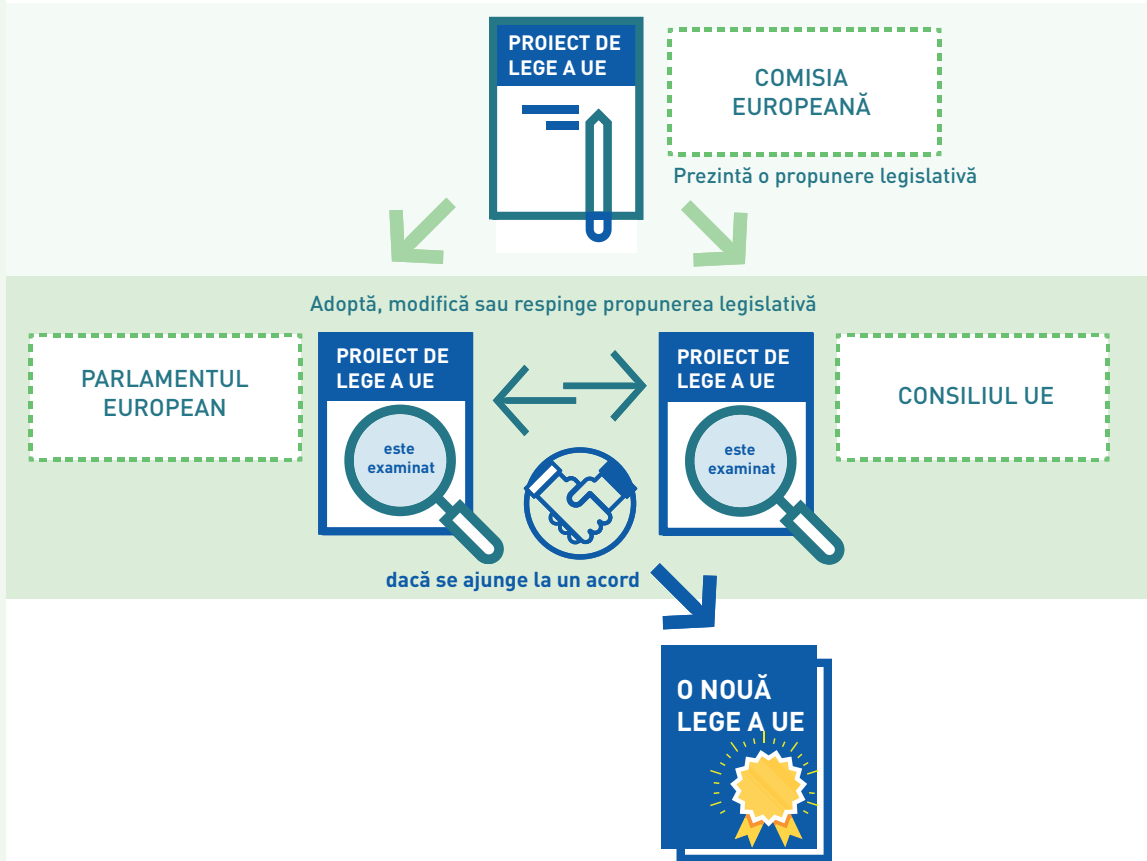 PROIECT DE
LEGE A UE
COMISIA
EUROPEANĂ
Prezintă o propunere legislativă
Adoptă, modifică sau respinge propunerea legislativă
PARLAMENTUL
EUROPEAN
PROIECT DE
LEGE A UE
este
examinat
PROIECT DE
LEGE A UE
este
examinat
CONSILIUL UE
dacă se ajunge la un acord
O NOUĂ
LEGE A UE